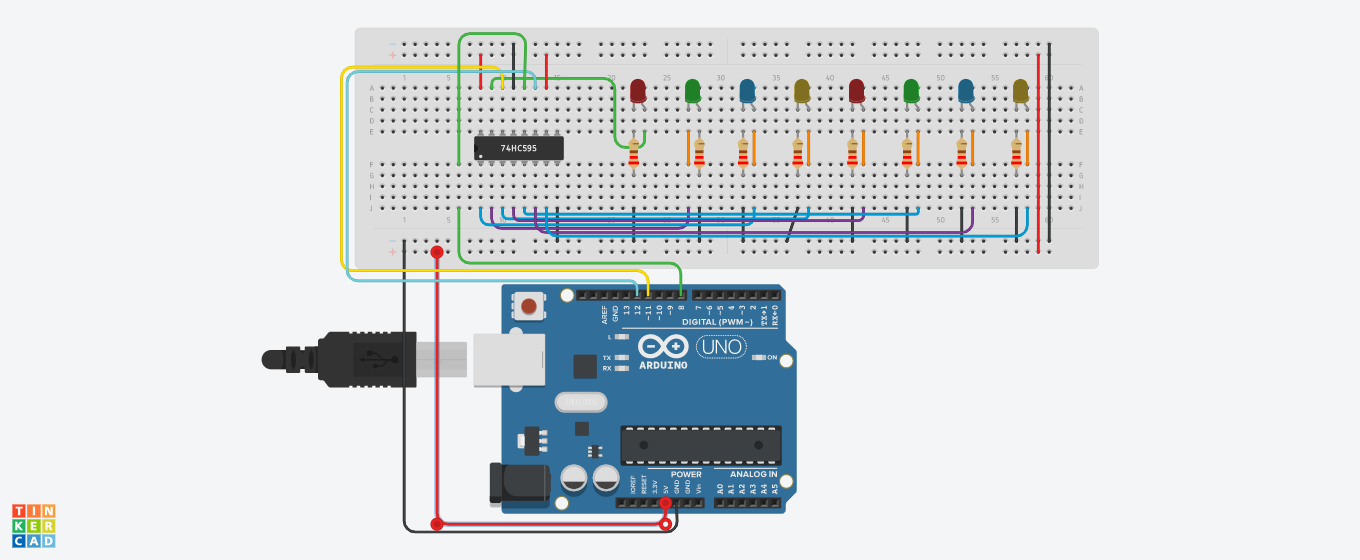 1 5 15 20 25 30 35 40 45 50 55 60
A A
B B
C C
D D
E E
74HC595
F F
G G
H H
I I
J J
1 5 20 25 30 35 40 45 50 55 60
AREF GND 13 12 ~11 ~10 ~9 8 7 ~6 ~5 4 ~3 2 TX→1 RX←0
DIGITAL (PWM~)
L
TX
RX
UNO
ON
ARDUINO
POWER ANALOG IN
IOREF RESET 3.3V 5V GND GND Vin A0 A1 A2 A3 A4 A5
TIN
KER
CAD